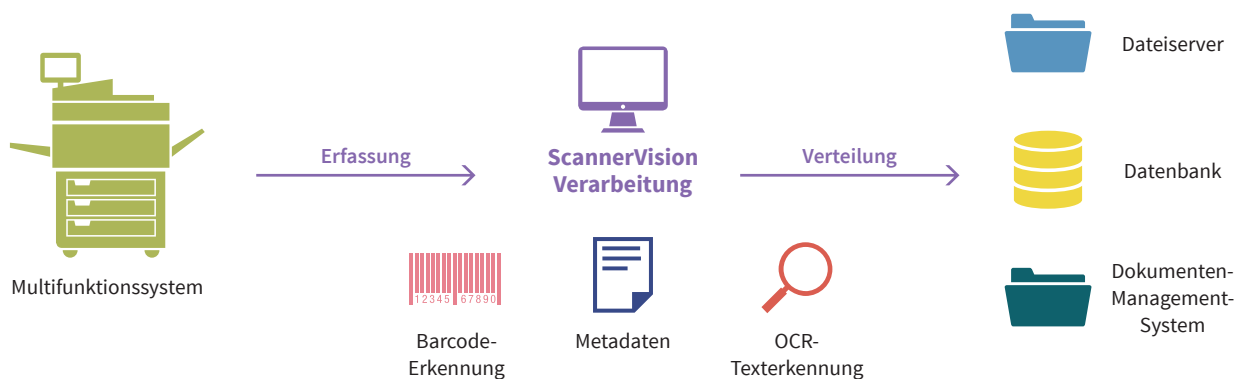 Multifunktionssystem
Erfassung
ScannerVision
Verarbeitung
12345 67890
Barcode-
Erkennung
Metadaten
OCR-
Texterkennung
Verteilung
Dateiserver
Datenbank
Dokumenten-
Management-
System